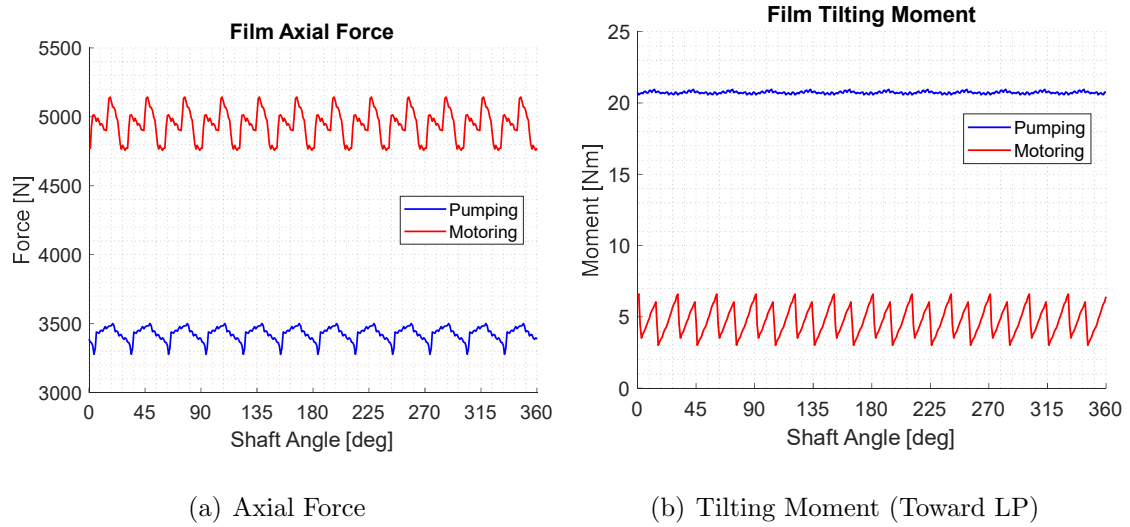 Film Axial Force
5500
5000
4500
4000
3500
3000
Force [N]
Pumping
Motoring
0 45 90 135 180 225 270 315 360
Shaft Angle [deg]
(a) Axial Force
Film Tilting Moment
25
20
15
10
5
0
Moment [Nm]
Pumping
Motoring
0 45 90 135 180 225 270 315 360
Shaft Angle [deg]
(b) Tilting Moment (Toward LP)